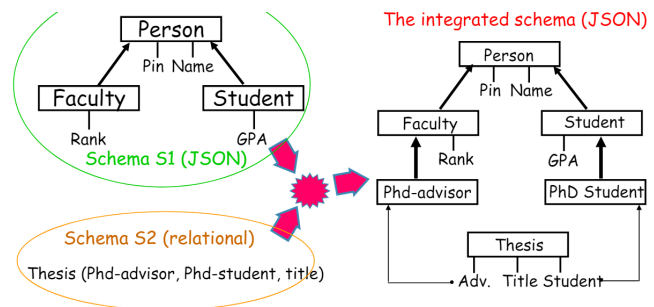 Person
Pin Name
Faculty
Student
Rank
GPA
Schema S1 (JSON)
Schema S2 (relational)
Thesis (Phd-advisor, Phd-student, title)
The integrated schema (JSON)
Person
Pin Name
Faculty
Student
Rank
GPA
Phd-advisor
PhD Student
Thesis
Adv. Title Student